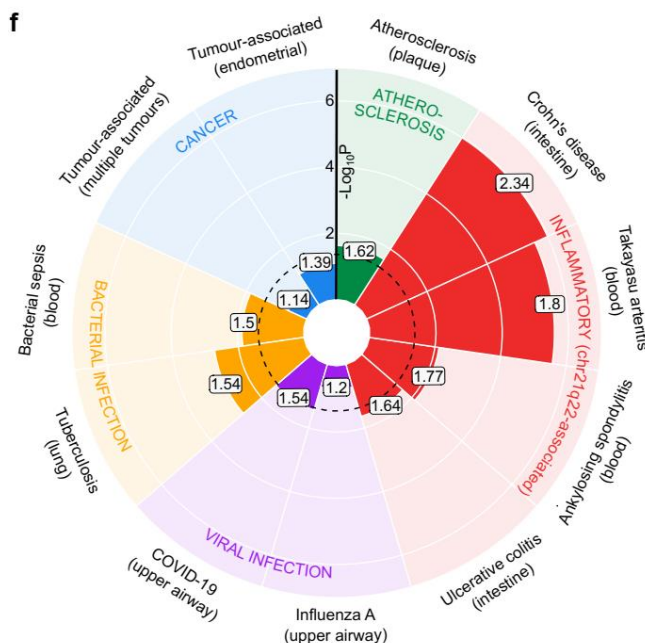 f
Tumour-associated
(endometrial)
Atherosclerosis
(plaque)
Tumour-associated
(multiple tumours)
Crohn's disease
(intestine)
CANCER
ATHERO-
SCLEROSIS
6
4
2
-Log10P
2.34
Takayasu arteritis
(blood)
INFLAMMATORY (chr21q22-associated)
1.62
1.39
1.8
1.14
Bacterial sepsis
(blood)
BACTERIAL INFECTION
1.5
1.77
1.54
1.54
1.2
1.64
Ankylosing spondylitis
(blood)
Tuberculosis
(lung)
VIRAL INFECTION
Ulcerative colitis
(intestine)
COVID-19
(upper airway)
Influenza A
(upper airway)